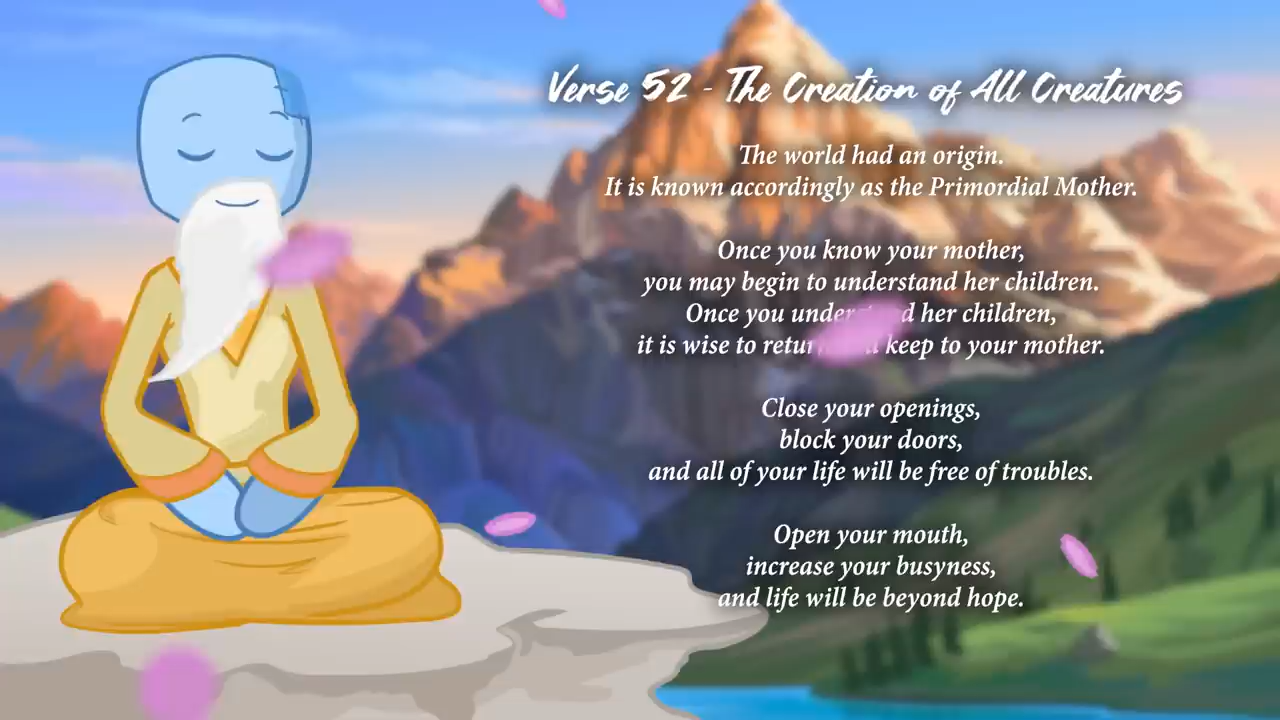 Verse 52 - The Creation of All Creatures
The world had an origin.
It is known accordingly as the Primordial Mother.
Once you know your mother,
you may begin to understand her children.
Once you understand her children,
it is wise to return keep to your mother.
Close your openings,
block your doors,
and all of your life will be free of troubles.
Open your mouth,
increase your busyness,
and life will be beyond hope.